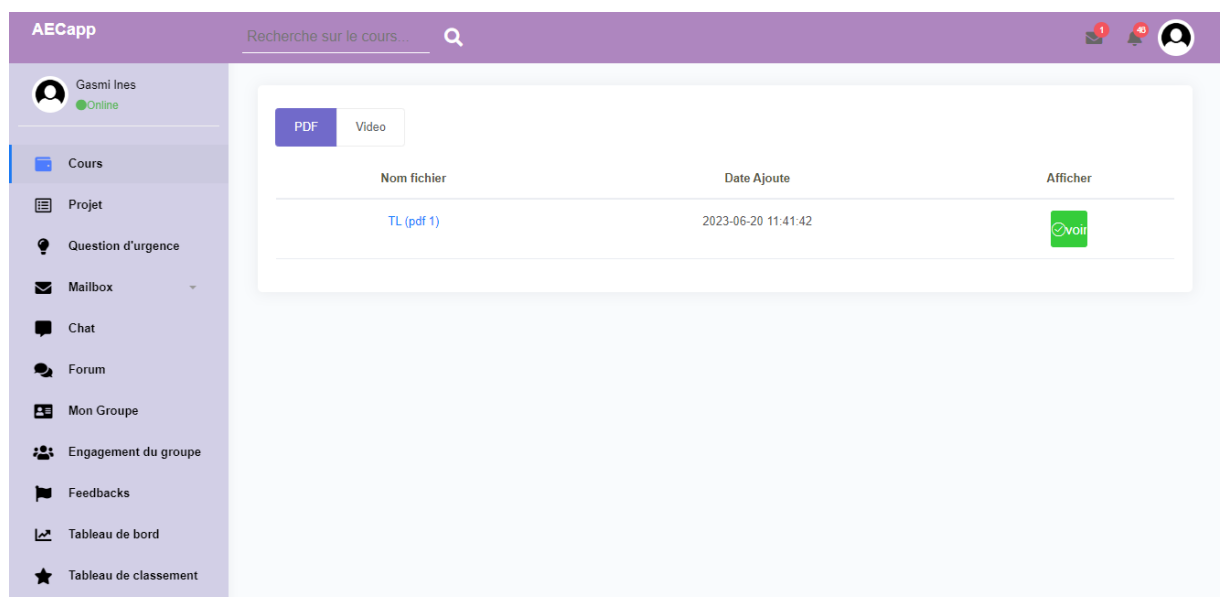 AECapp
Recherche sur le cours...
1
46
Gasmi Ines
Online
Cours
Projet
Question d'urgence
Mailbox
Chat
Forum
Mon Groupe
Engagement du groupe
Feedbacks
Tableau de bord
Tableau de classement
PDF Video
Nom fichier Date Ajoute Afficher
TL (pdf 1) 2023-06-20 11:41:42 voir